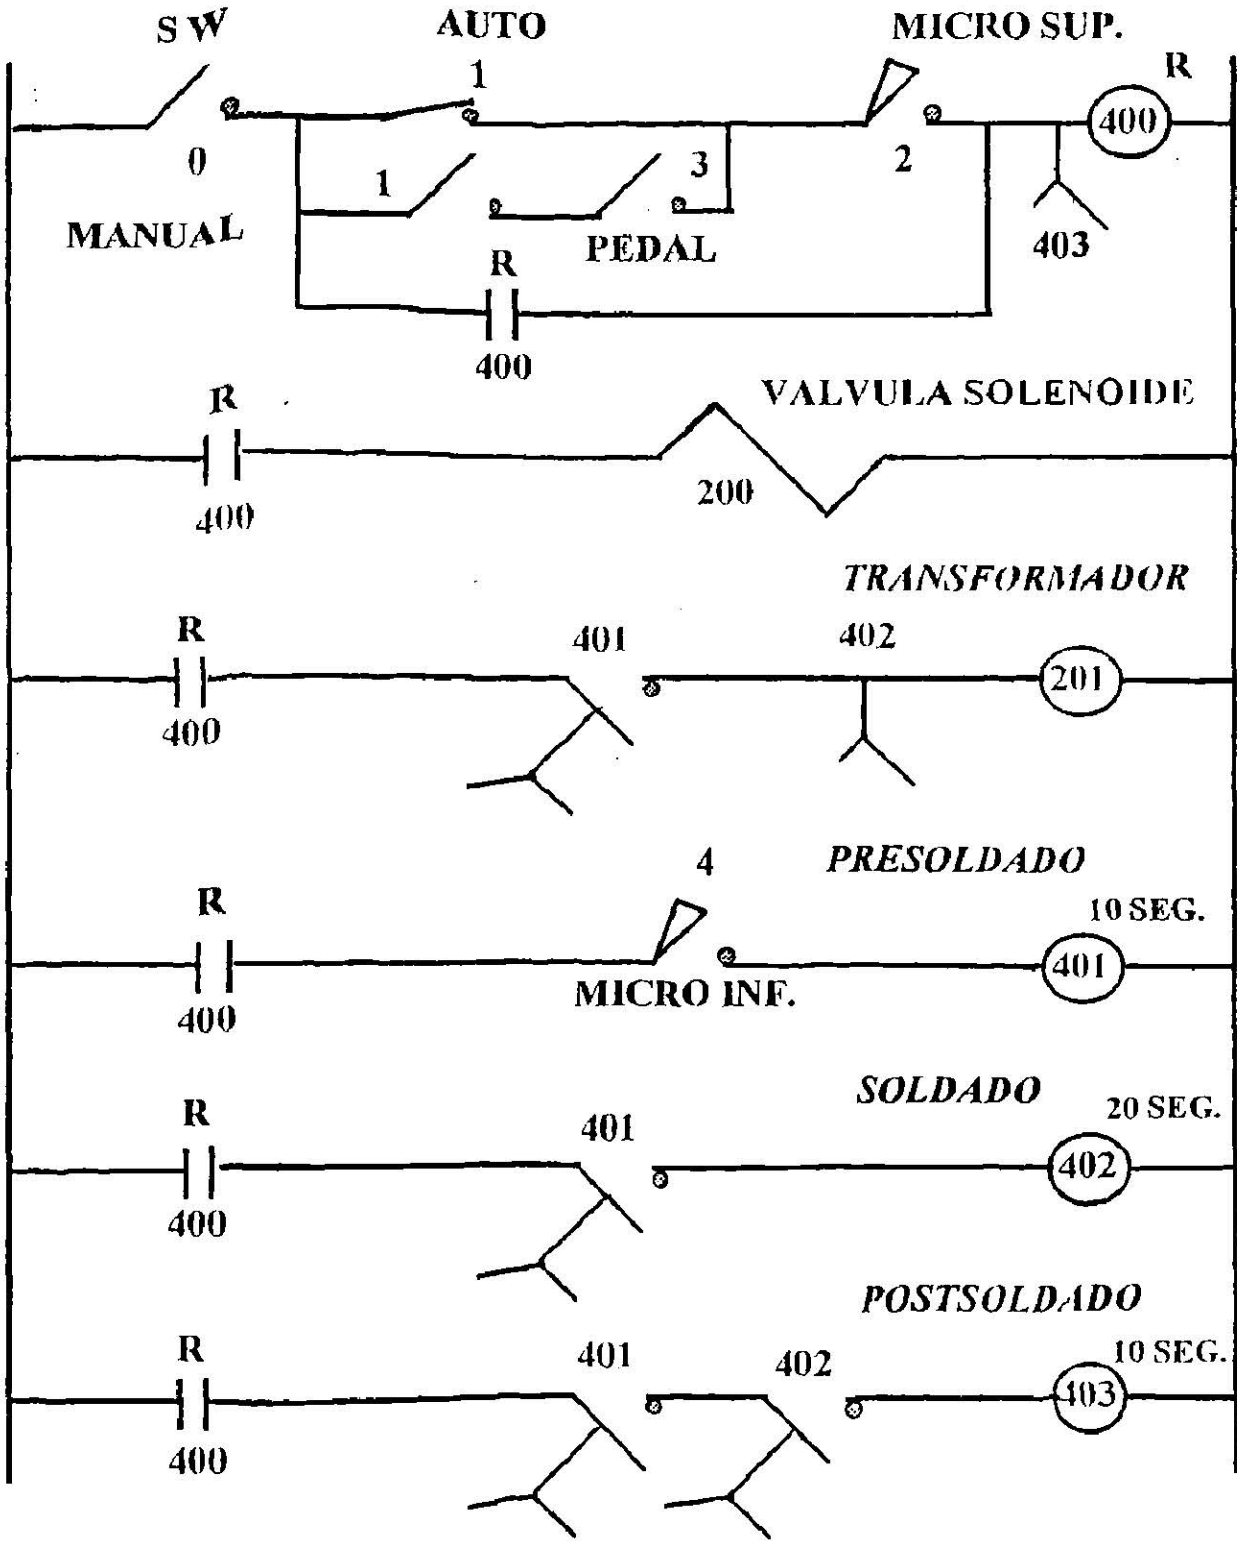 SW
AUTO
MICRO SUP.
1
R
400
0
1
3
2
MANUAL
PEDAL
403
R
400
R
VALVULA SOLENOIDE
200
400
TRANSFORMADOR
R
401
402
201
400
4
PRESOLDADO
R
10 SEG.
401
MICRO INF.
400
SOLDADO
R
401
20 SEG.
402
400
POSTSOLDADO
R
401
402
10 SEG.
403
400